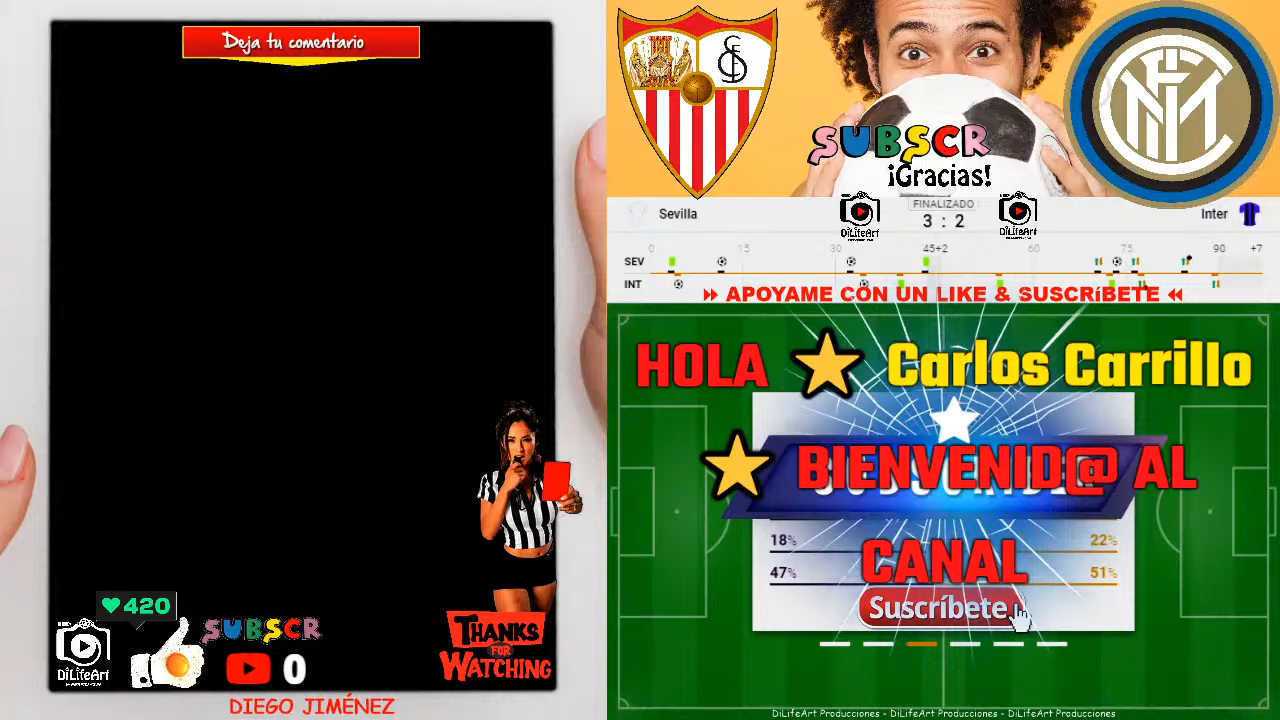 Deja tu comentario
420
DiLifeArt
SUBSCR
0
THANKS
FOR
WATCHING
DIEGO JIMÉNEZ
SUBSCR
¡Gracias!
Sevilla
DiLifeArt
FINALIZADO
3 : 2
DiLifeArt
Inter
0 15 30 45+2 60 75 90 +7
SEV
INT
APOYAME CON UN LIKE & SUSCRíBETE
HOLA Carlos Carrillo
BIENVENID@ AL
18% 22%
CANAL
47% 51%
Suscríbete
DiLifeArt Producciones - DiLifeArt Producciones - DiLifeArt Producciones